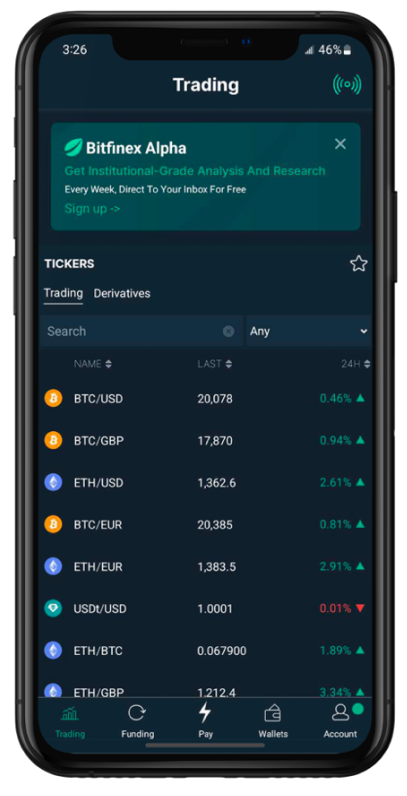 3:26
46%
Trading
Bitfinex Alpha
Get Institutional-Grade Analysis And Research
Every Week, Direct To Your Inbox For Free
Sign up ->
TICKERS
Trading Derivatives
Search Any
NAME LAST 24H
BTC/USD 20,078 0.46%
BTC/GBP 17,870 0.94%
ETH/USD 1,362.6 2.61%
BTC/EUR 20,385 0.81%
ETH/EUR 1,383.5 2.91%
USDt/USD 1.0001 0.01%
ETH/BTC 0.067900 1.89%
ETH/GBP 1,212.4 3.34%
Trading Funding Pay Wallets Account